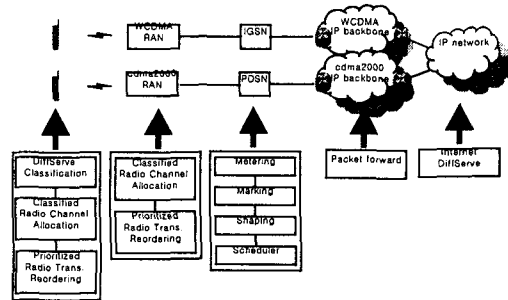 WCDMA
RAN
IGSN
WCDMA
IP backbone
IP network
cdma2000
RAN
PDSN
cdma2000
IP backbone
DiffServe
Classification
Classified
Radio Channel
Allocation
Prioritized
Radio Trans.
Reordering
Classified
Radio Channel
Allocation
Prioritized
Radio Trans.
Reordering
Metering
Marking
Shaping
Scheduler
Packet forward
Internet
DiffServe